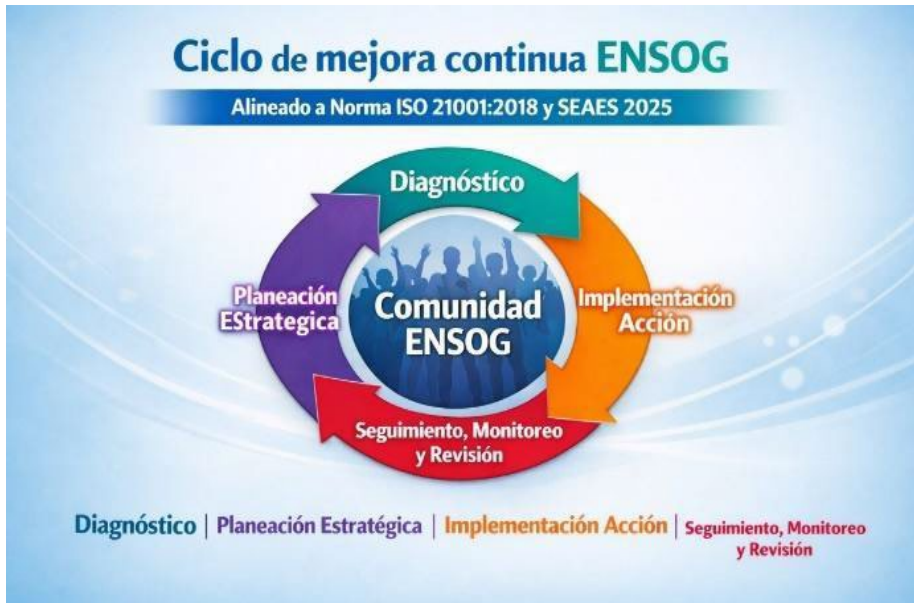 Ciclo de mejora continua ENSOG
Alineado a Norma ISO 21001:2018 y SEAES 2025
Diagnóstico
Planeación
EStrategica
Comunidad
ENSOG
Implementación
Acción
Seguimiento, Monitoreo
y Revisión
Diagnóstico | Planeación Estratégica | Implementación Acción | Seguimiento, Monitoreo
y Revisión